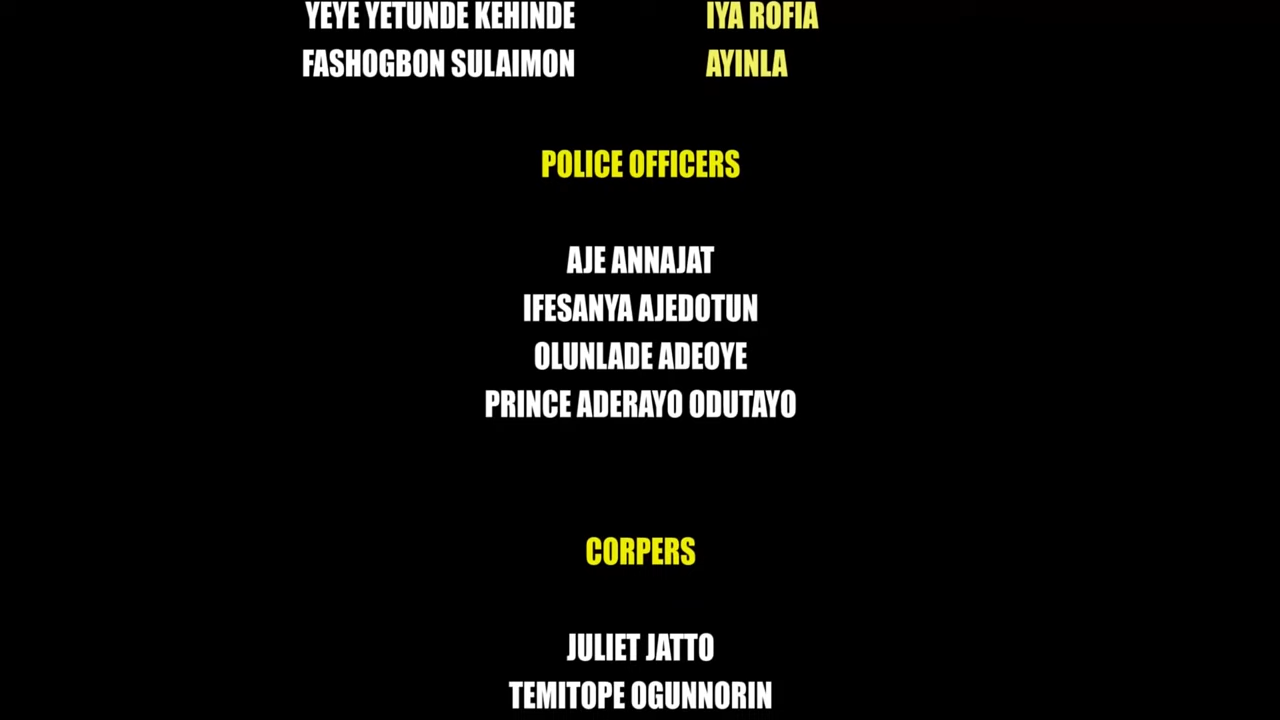 YEYE YETUNDE KEHINDE IYA ROFIA
FASHOGBON SULAIMON AYINLA
POLICE OFFICERS
AJE ANNAJAT
IFESANYA AJEDOTUN
OLUNLADE ADEOYE
PRINCE ADERAYO ODUTAYO
CORPERS
JULIET JATTO
TEMITOPE OGUNNORIN